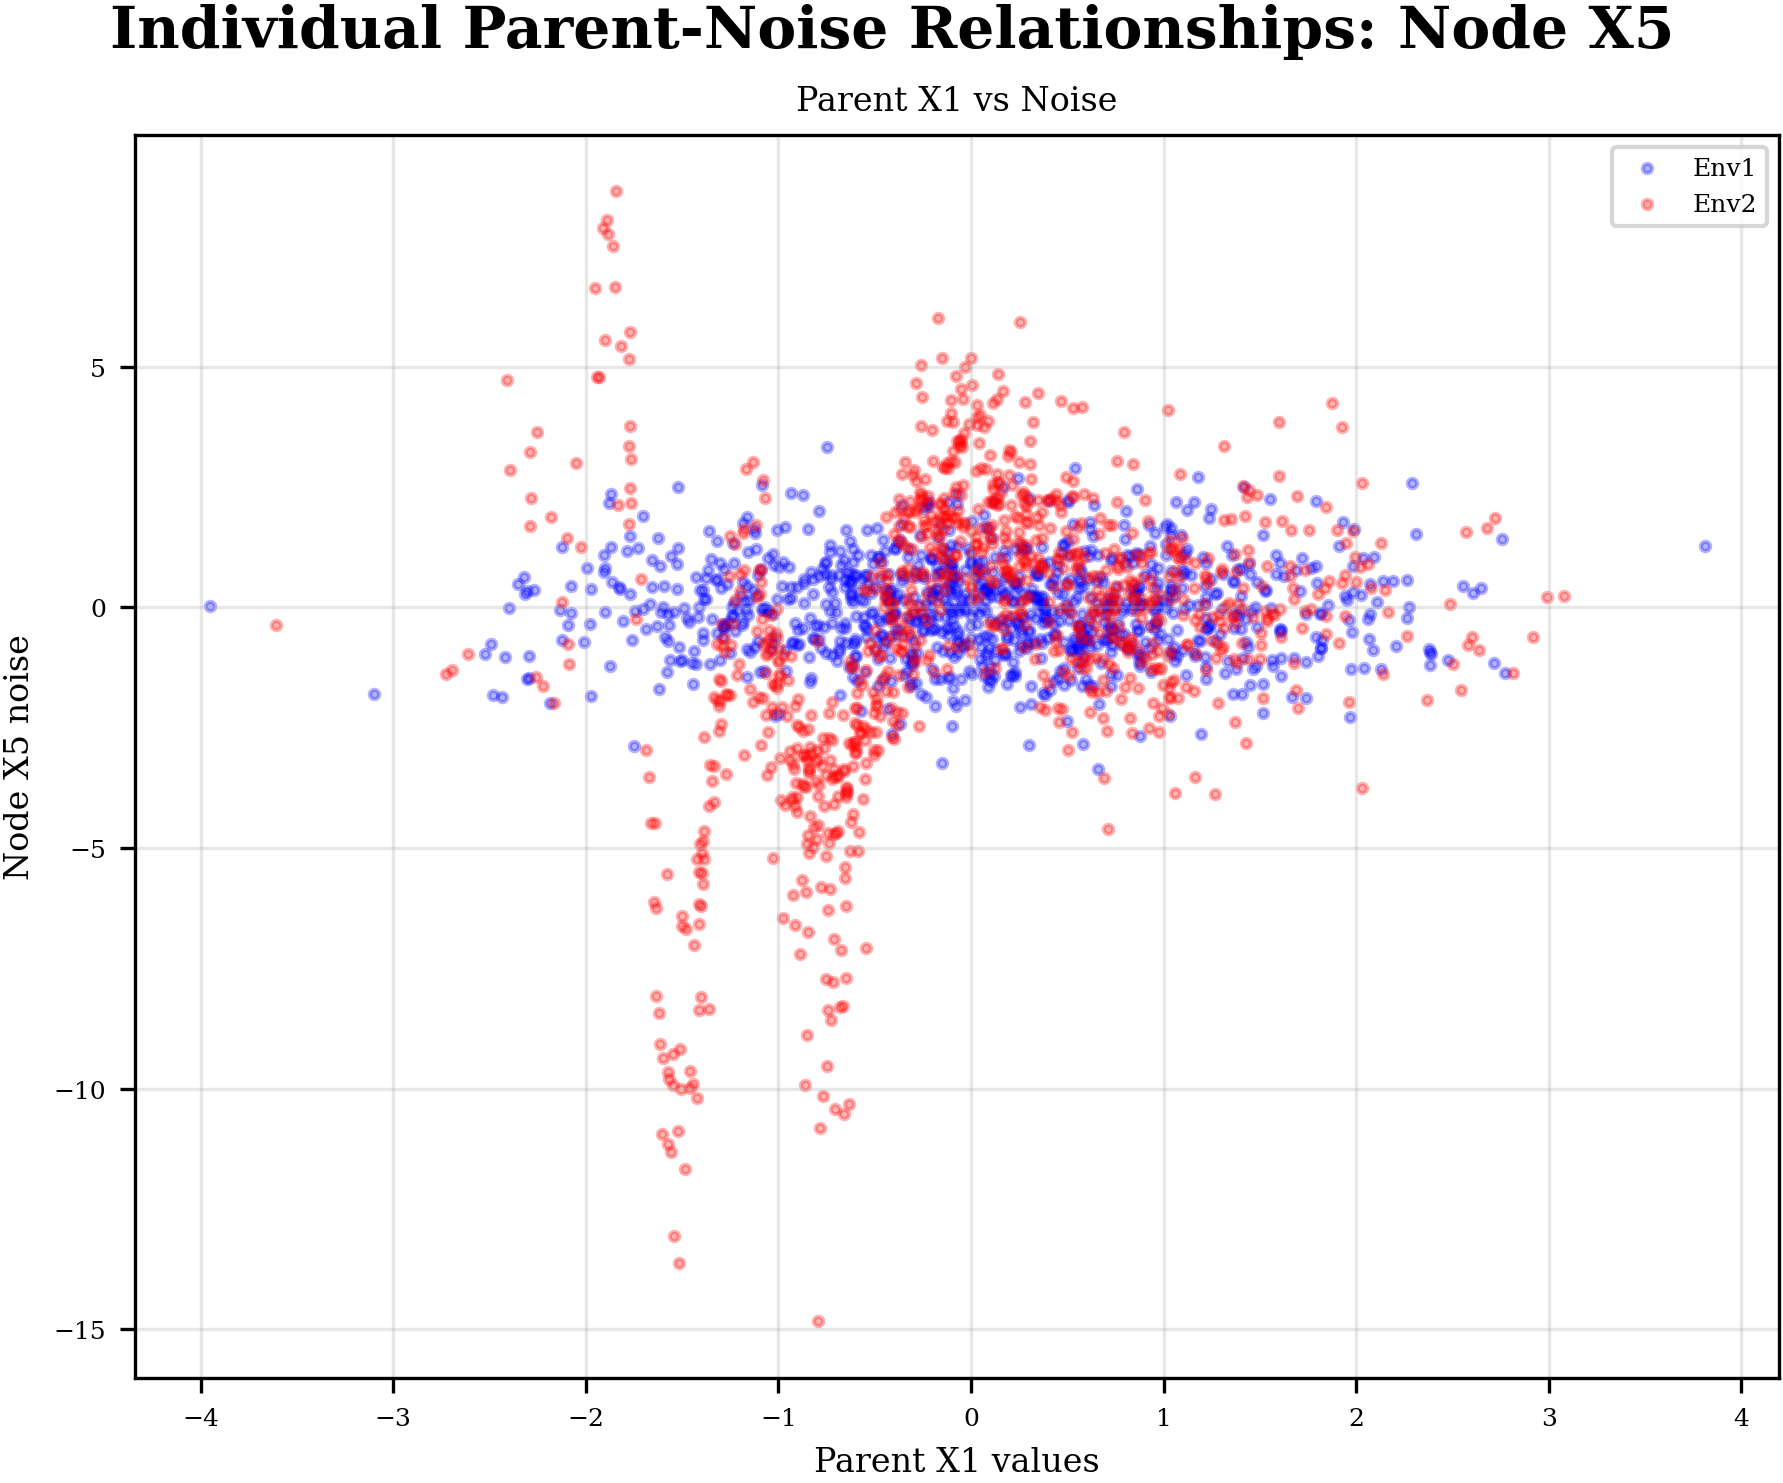 Individual Parent-Noise Relationships: Node X5
Parent X1 vs Noise
Env1
Env2
Node X5 noise
5
0
−5
−10
−15
−4
−3
−2
−1
0
1
2
3
4
Parent X1 values